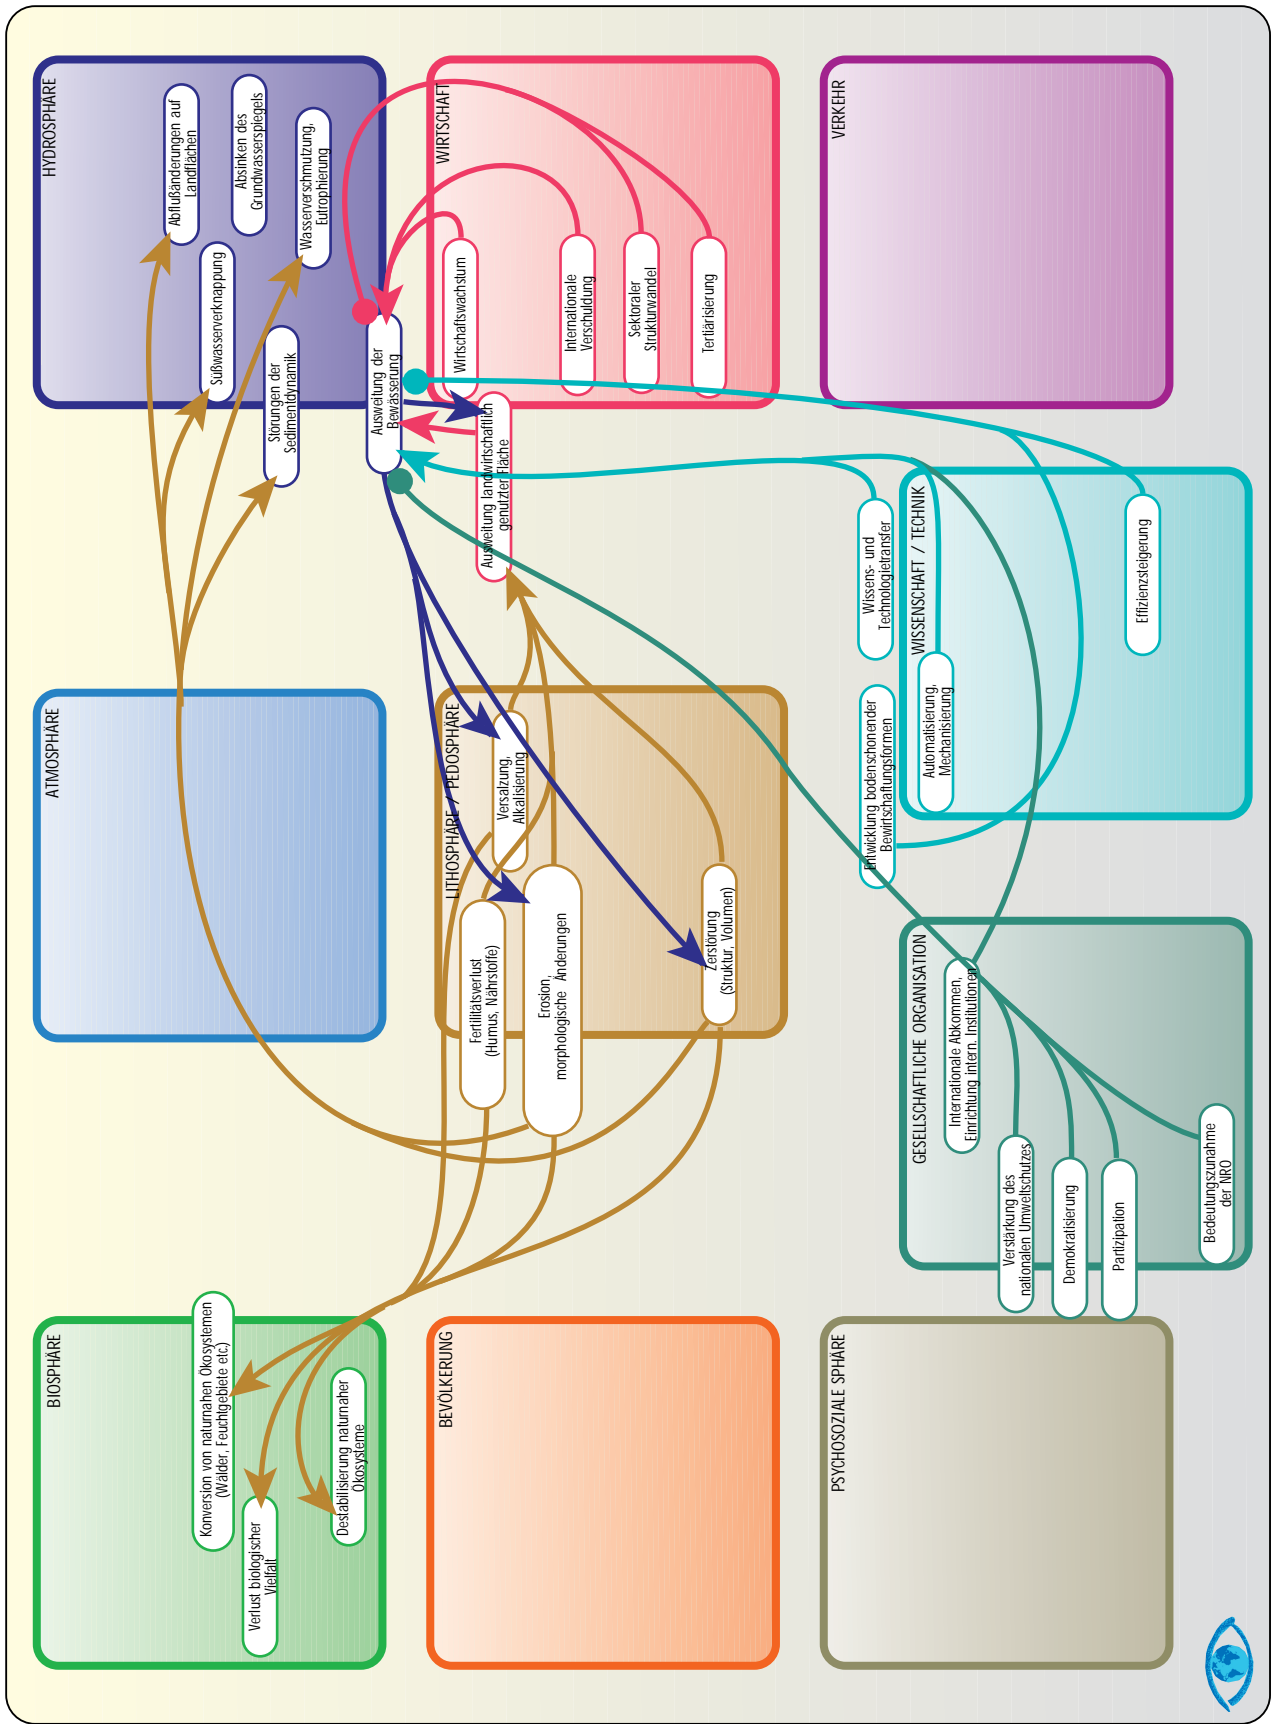 BIOSPHÄRE
Konversion von naturnahen Ökosystemen
(Wälder, Feuchtgebiete etc.)
Verlust biologischer
Vielfalt
Destabilisierung naturnaher
Ökosysteme
ATMOSPHÄRE
HYDROSPHÄRE
Abflußänderungen auf
Landflächen
Süßwasserverknappung
Absinken des
Grundwasserspiegels
Störungen der
Sedimentdynamik
Wasserverschmutzung,
Eutrophierung
Ausweitung der
Bewässerung
BEVÖLKERUNG
LITHOSPHÄRE / PEDOSPHÄRE
Fertilitätsverlust
(Humus, Nährstoffe)
Versalzung,
Alkalisierung
Erosion,
morphologische Änderungen
Zerstörung
(Struktur, Volumen)
WIRTSCHAFT
Wirtschaftswachstum
Ausweitung landwirtschaftlich
genutzter Fläche
Internationale
Verschuldung
Sektoraler
Strukturwandel
Tertiärisierung
PSYCHOSOZIALE SPHÄRE
GESELLSCHAFTLICHE ORGANISATION
Internationale Abkommen,
Einrichtung intern. Institutionen
Verstärkung des
nationalen Umweltschutzes
Demokratisierung
Partizipation
Bedeutungszunahme
der NRO
WISSENSCHAFT / TECHNIK
Entwicklung bodenschonender
Bewirtschaftungsformen
Wissens- und
Technologietransfer
Automatisierung,
Mechanisierung
Effizienzsteigerung
VERKEHR